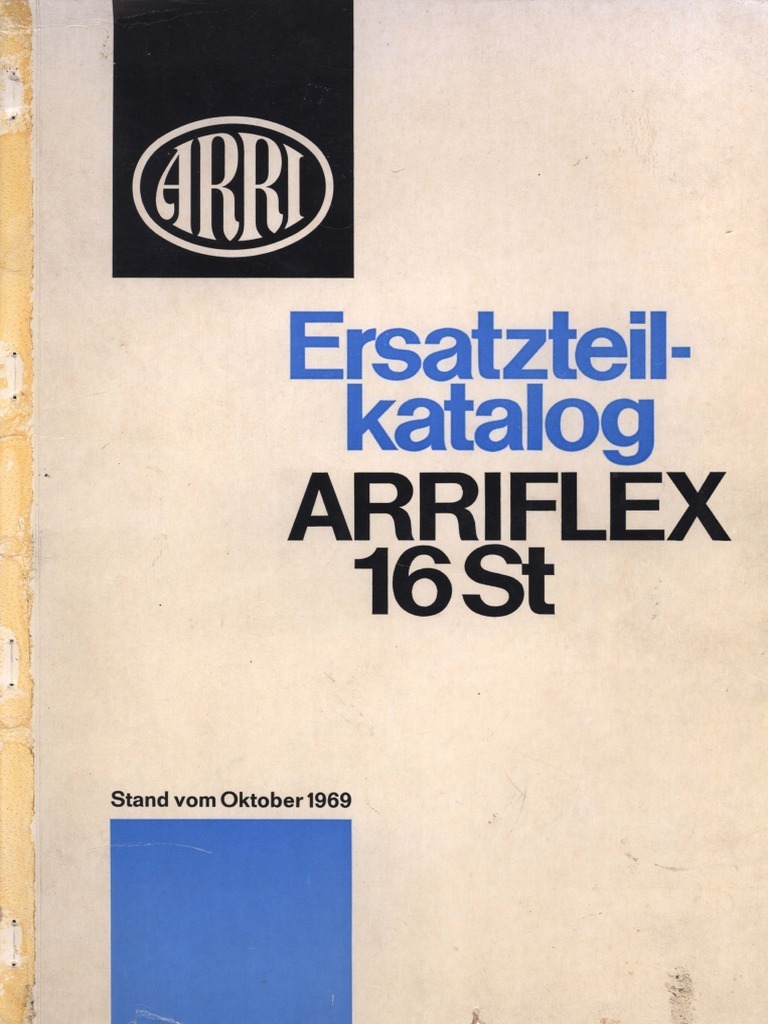 ARRI
Ersatzteil-
katalog
ARRIFLEX
16 St
Stand vom Oktober 1969